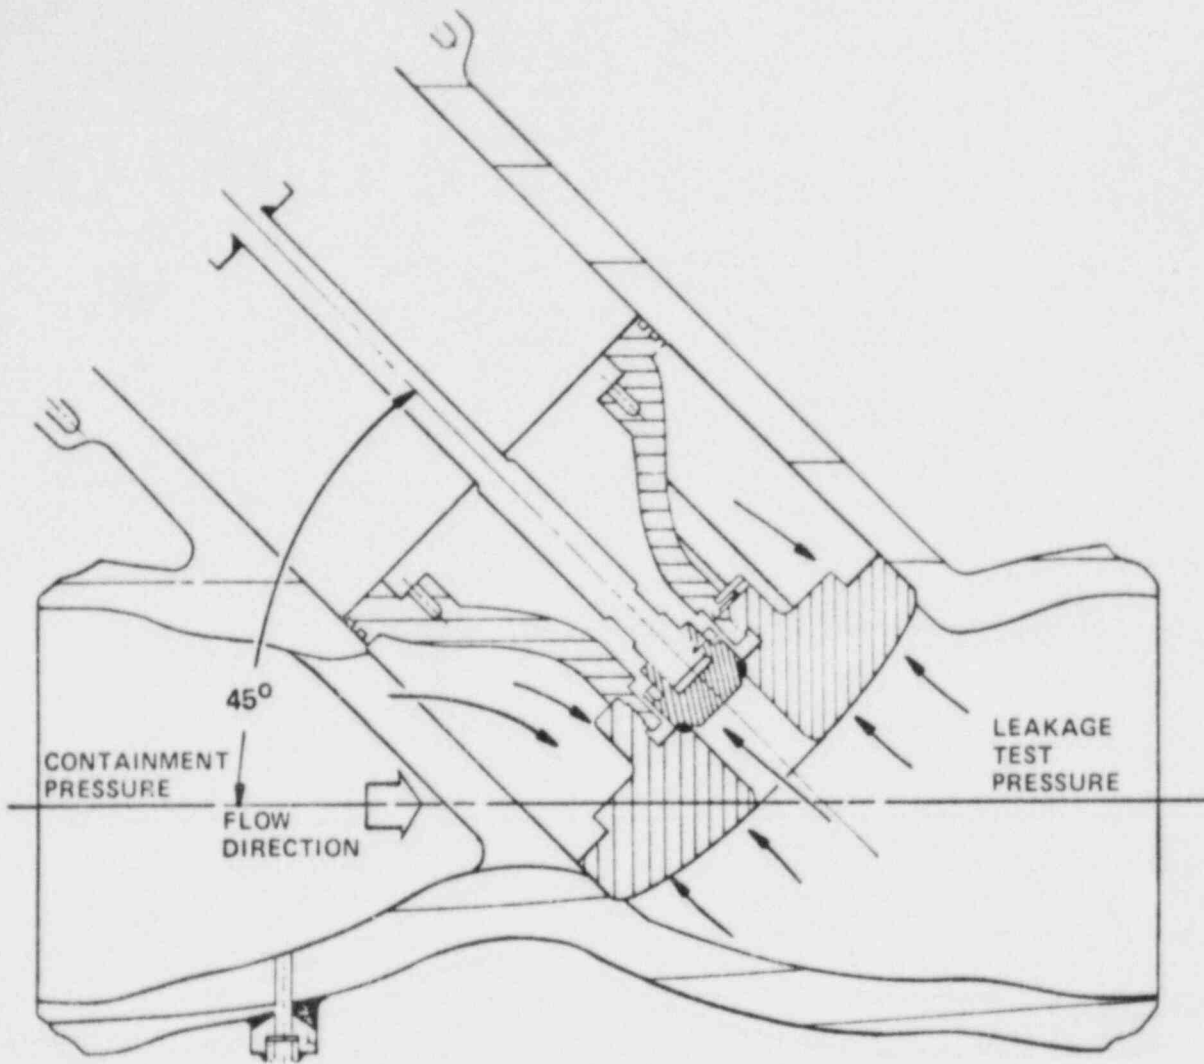 45°
CONTAINMENT
PRESSURE
FLOW
DIRECTION
LEAKAGE
TEST
PRESSURE